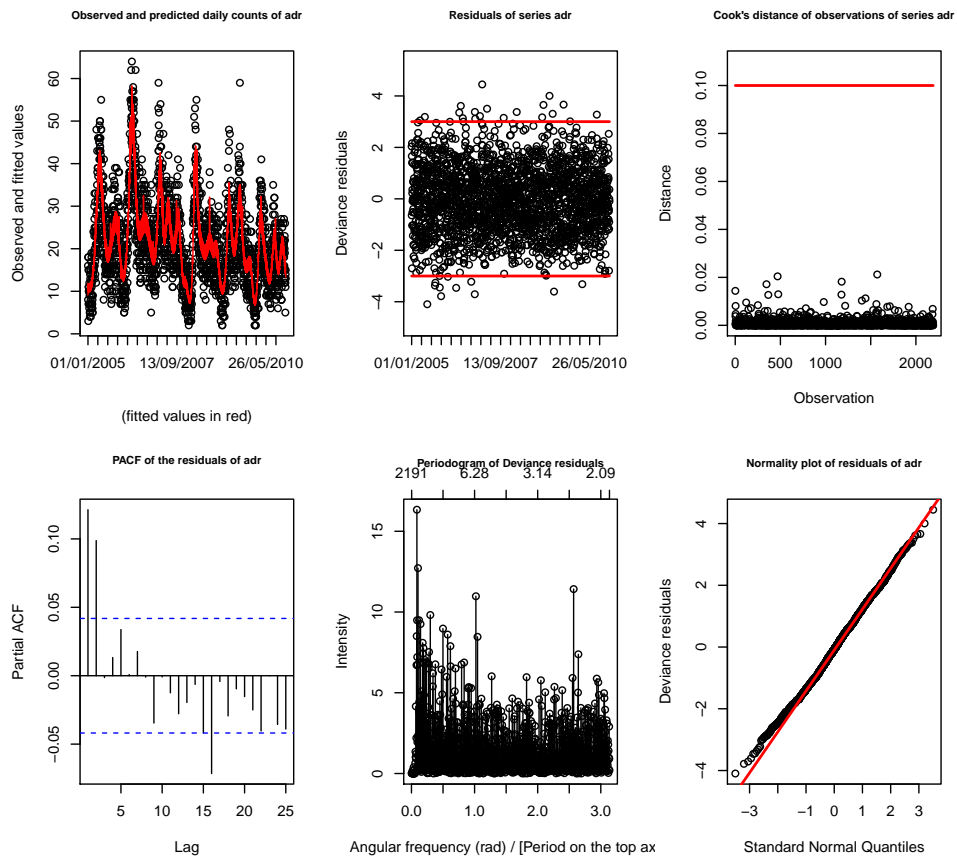 Observed and predicted daily counts of adr
Observed and fitted values
0 10 20 30 40 50 60
01/01/2005 13/09/2007 26/05/2010
(fitted values in red)
Residuals of series adr
Deviance residuals
−4 −2 0 2 4
01/01/2005 13/09/2007 26/05/2010
Cook's distance of observations of series adr
Distance
0.00 0.02 0.04 0.06 0.08 0.10
0 500 1000 2000
Observation
PACF of the residuals of adr
Partial ACF
−0.05 0.00 0.05 0.10
5 10 15 20 25
Lag
Periodogram of Deviance residuals
2191 6.28 3.14 2.09
Intensity
0 5 10 15
0.0 1.0 2.0 3.0
Angular frequency (rad) / [Period on the top ax
Normality plot of residuals of adr
Deviance residuals
−4 −2 0 2 4
−3 −2 −1 0 1 2 3
Standard Normal Quantiles